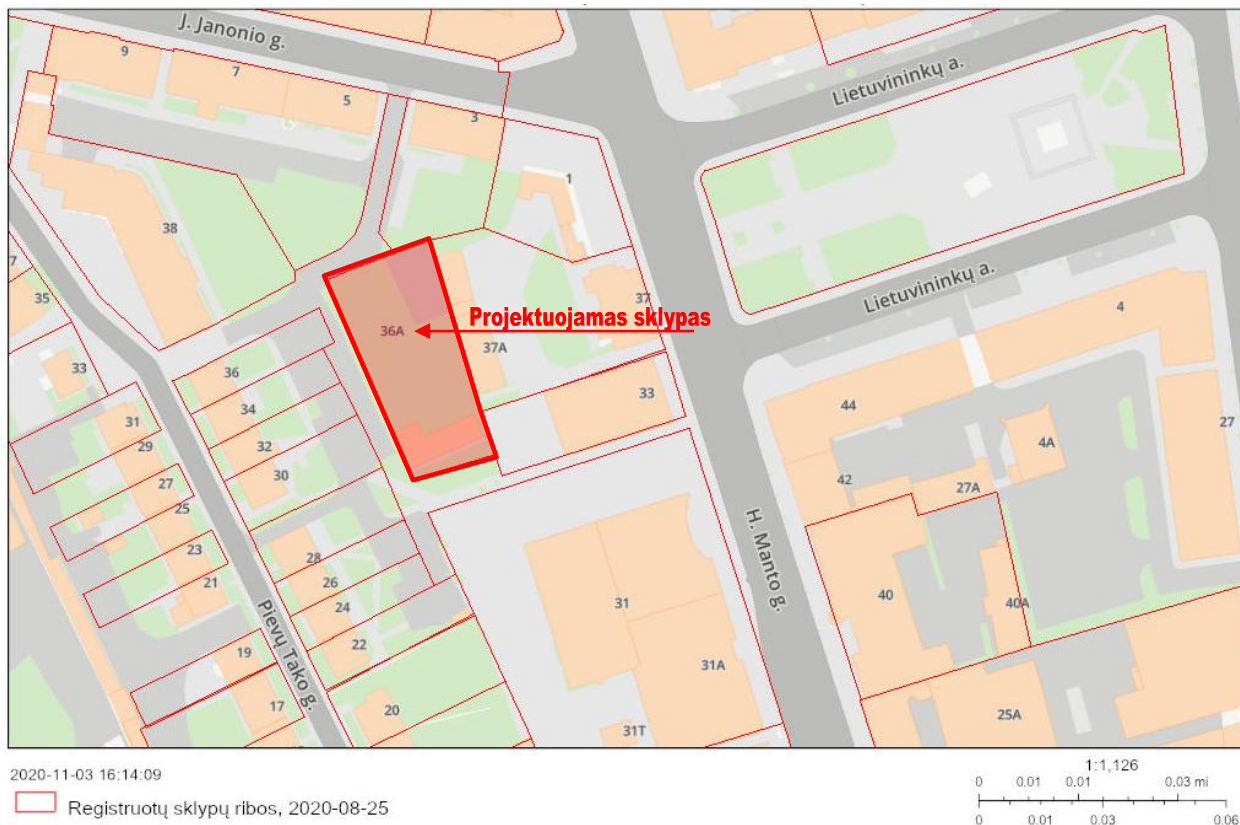 J. Janonio g.
Lietuvininkų a.
9
7
5
3
1
38
7
35
37
Lietuvininkų a.
4
36A
Projektuojamas sklypas
37A
33
36
33
34
44
31
32
29
30
27
4A
27
42
27A
25
H. Manto g.
23
28
21
26
24
31
40
40A
22
Pievų Tako g.
19
31A
17
20
25A
31T
2020-11-03 16:14:09
Registruotų sklypų ribos, 2020-08-25
1:1,126
0 0.01 0.01 0.03 mi
0 0.01 0.03 0.06